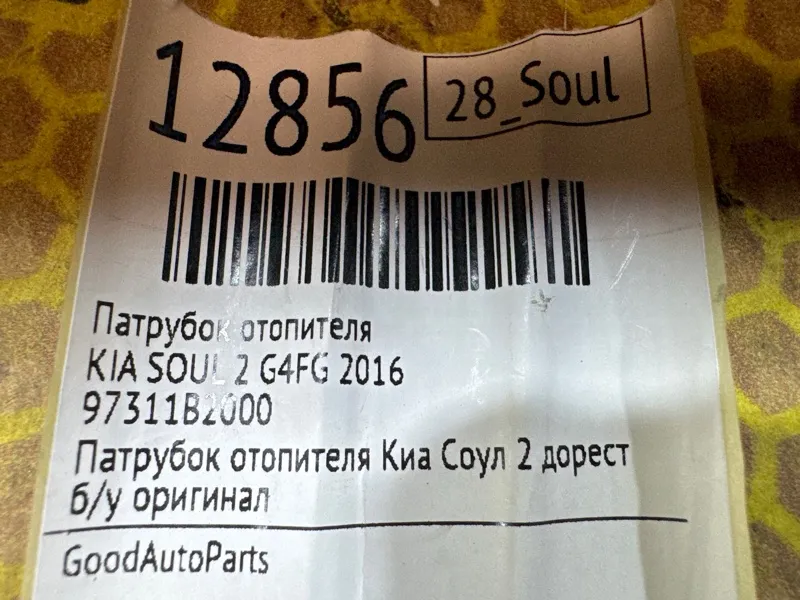 12856
28_Soul
Патрубок отопителя
KIA SOUL 2 G4FG 2016
97311B2000
Патрубок отопителя Киа Соул 2 дорест
б/у оригинал
GoodAutoParts